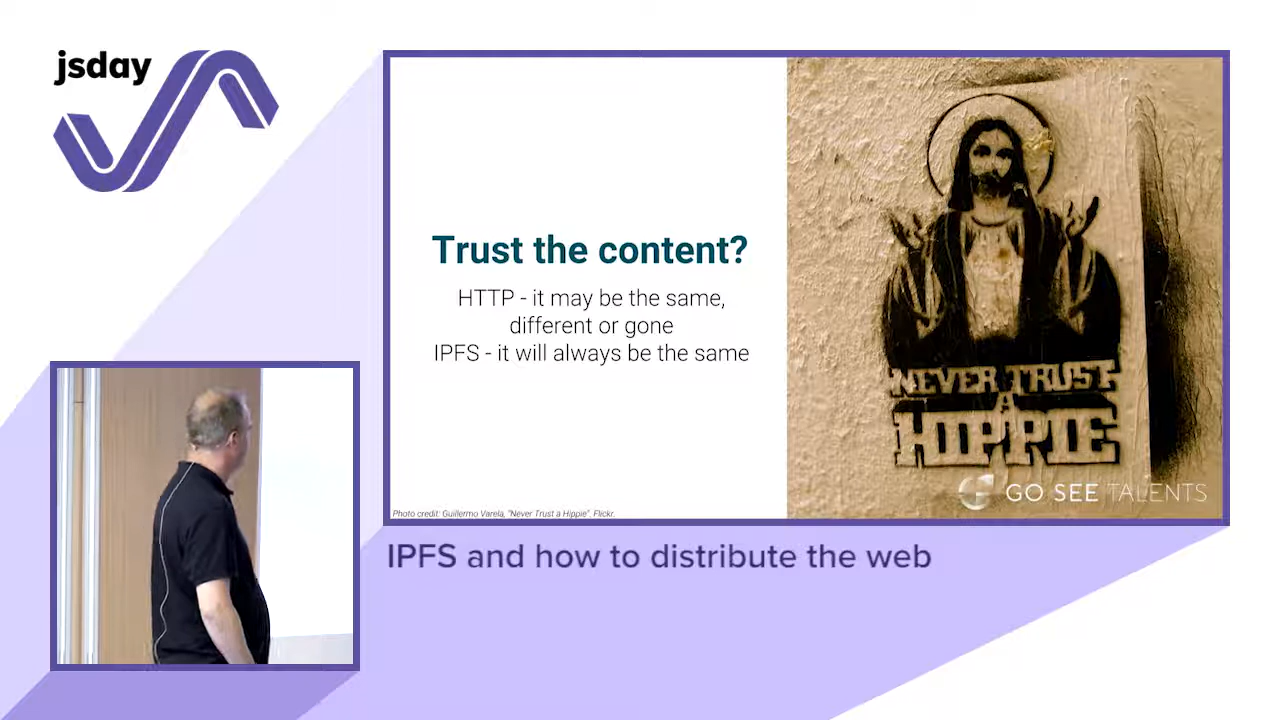 jsday
Trust the content?
HTTP - it may be the same,
different or gone
IPFS - it will always be the same
Photo credit: Guillermo Varela, "Never Trust a Hippie". Flickr.
NEVER TRUST
A
HIPPIE
GO SEE TALENTS
IPFS and how to distribute the web